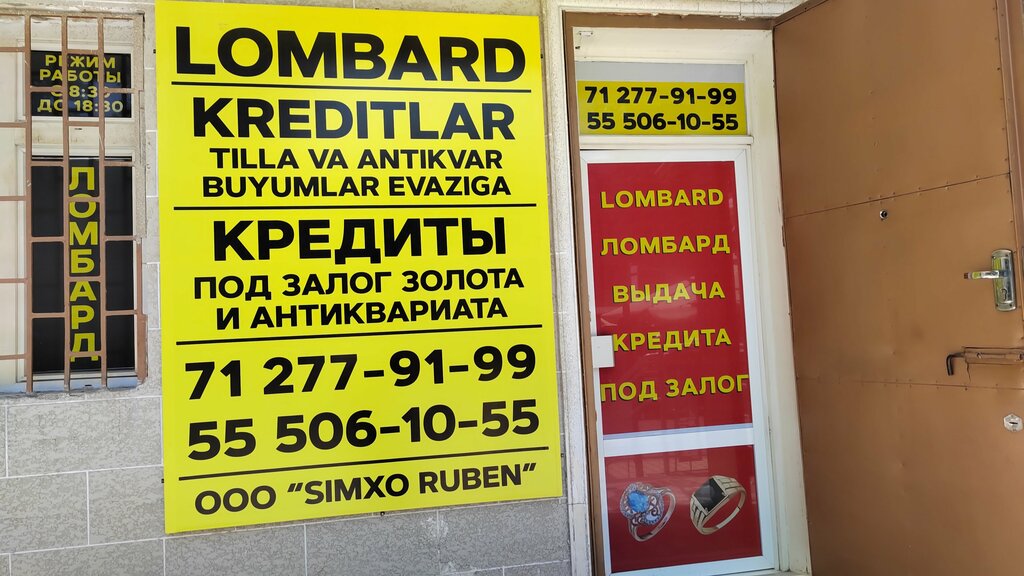 РЕЖИМ
РАБОТЫ
С 8:30
ДО 18:30
ЛОМБАРД
LOMBARD
KREDITLAR
TILLA VA ANTIKVAR
BUYUMLAR EVAZIGA
КРЕДИТЫ
ПОД ЗАЛОГ ЗОЛОТА
И АНТИКВАРИАТА
71 277-91-99
55 506-10-55
ООО "SIMXO RUBEN"
71 277-91-99
55 506-10-55
LOMBARD
ЛОМБАРД
ВЫДАЧА
КРЕДИТА
ПОД ЗАЛОГ